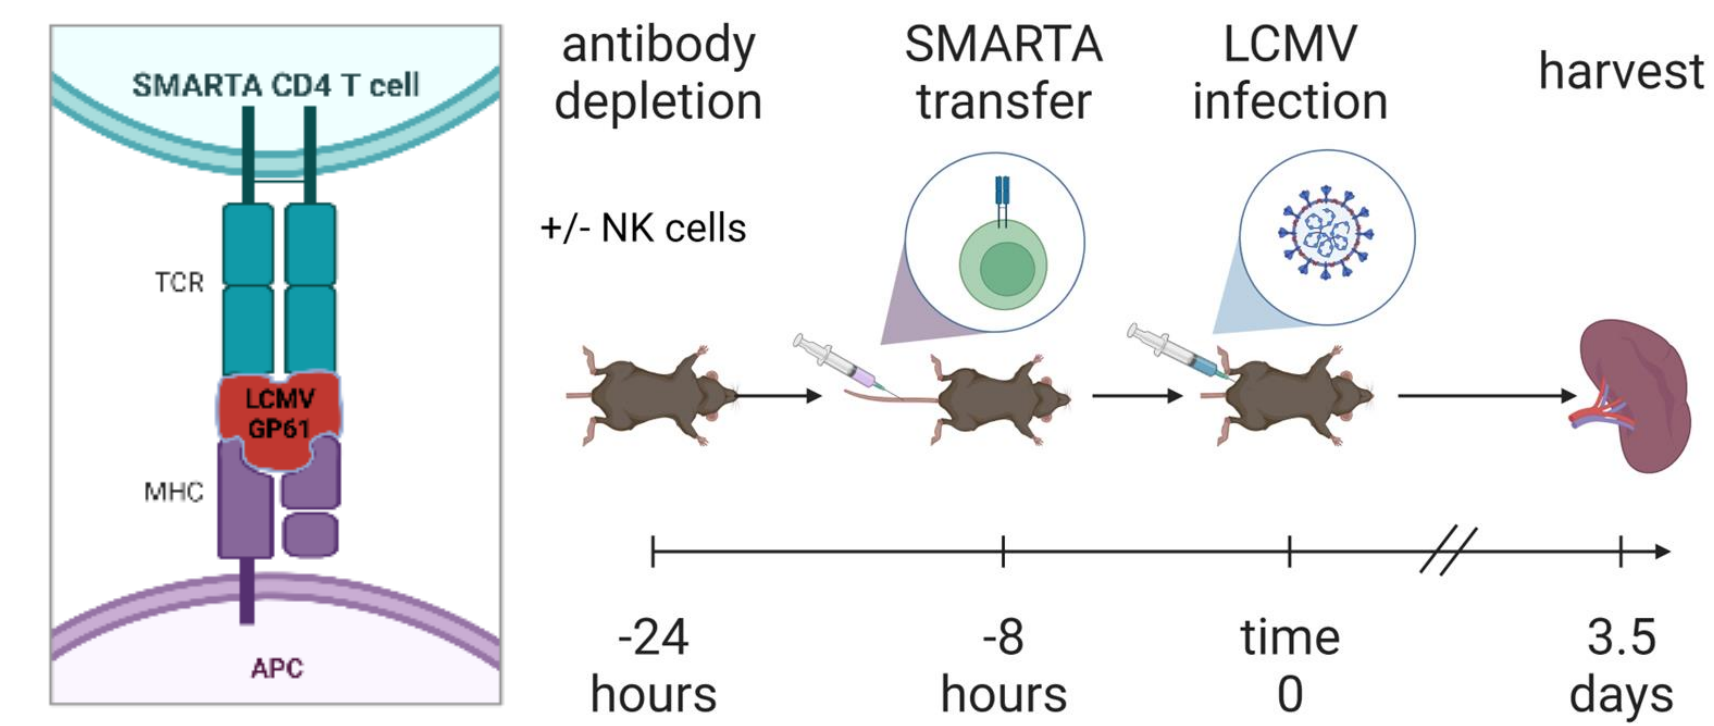 SMARTA CD4 T cell
TCR
LCMV
GP61
MHC
APC
antibody
depletion
+/- NK cells
SMARTA
transfer
LCMV
infection
harvest
-24
hours
-8
hours
time
0
3.5
days